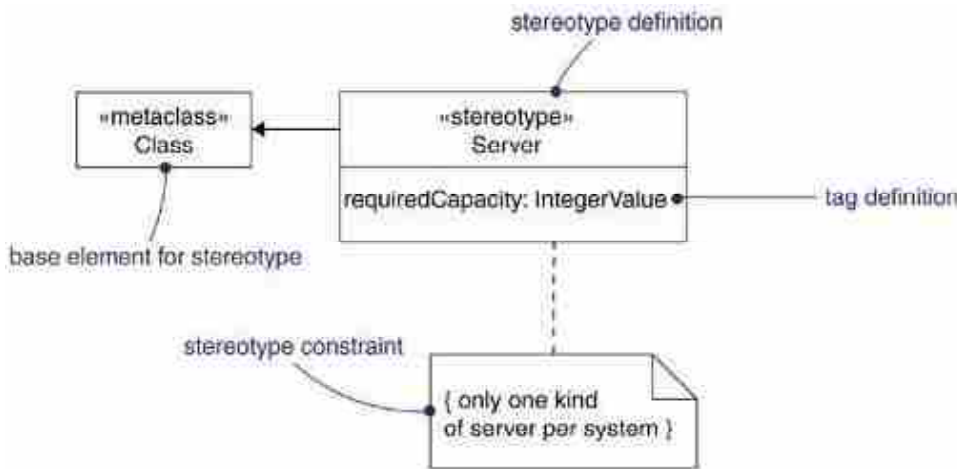 stereotype definition
«metaclass»
Class
«stereotype»
Server
requiredCapacity: IntegerValue
tag definition
base element for stereotype
stereotype constraint
{ only one kind
of server per system }